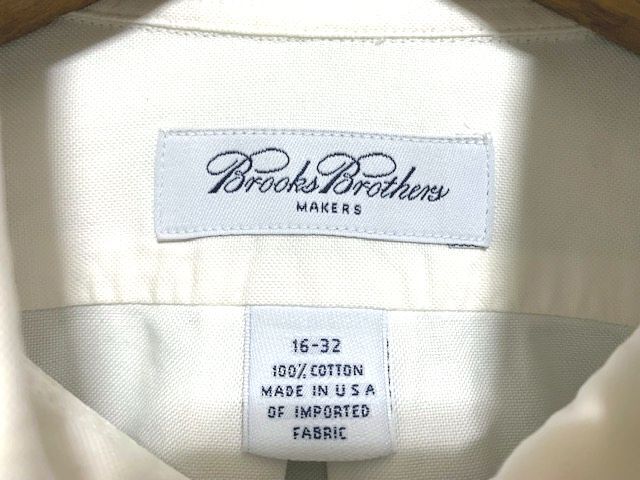 Brooks Brothers
MAKERS
16-32
100% COTTON
MADE IN U S A
OF IMPORTED
FABRIC